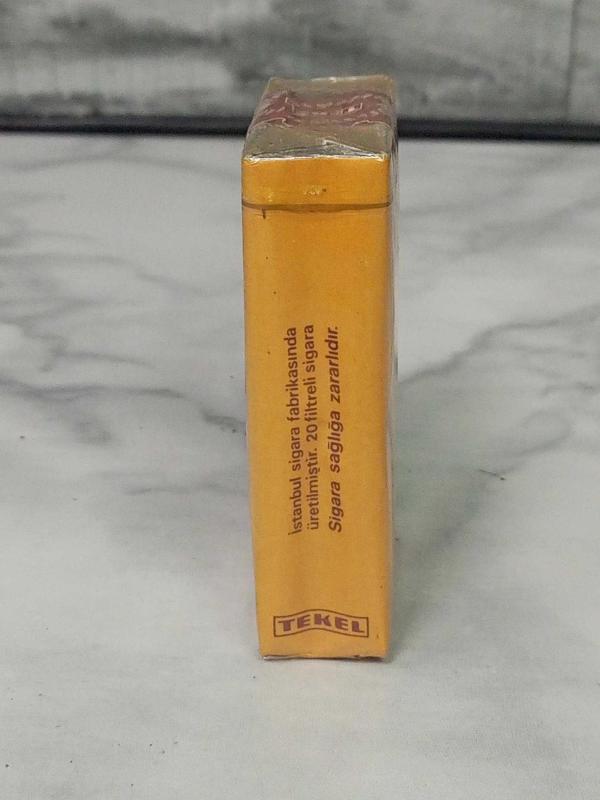 İstanbul sigara fabrikasında
üretilmiştir. 20 filtreli sigara
Sigara sağlığa zararlıdır.
TEKEL